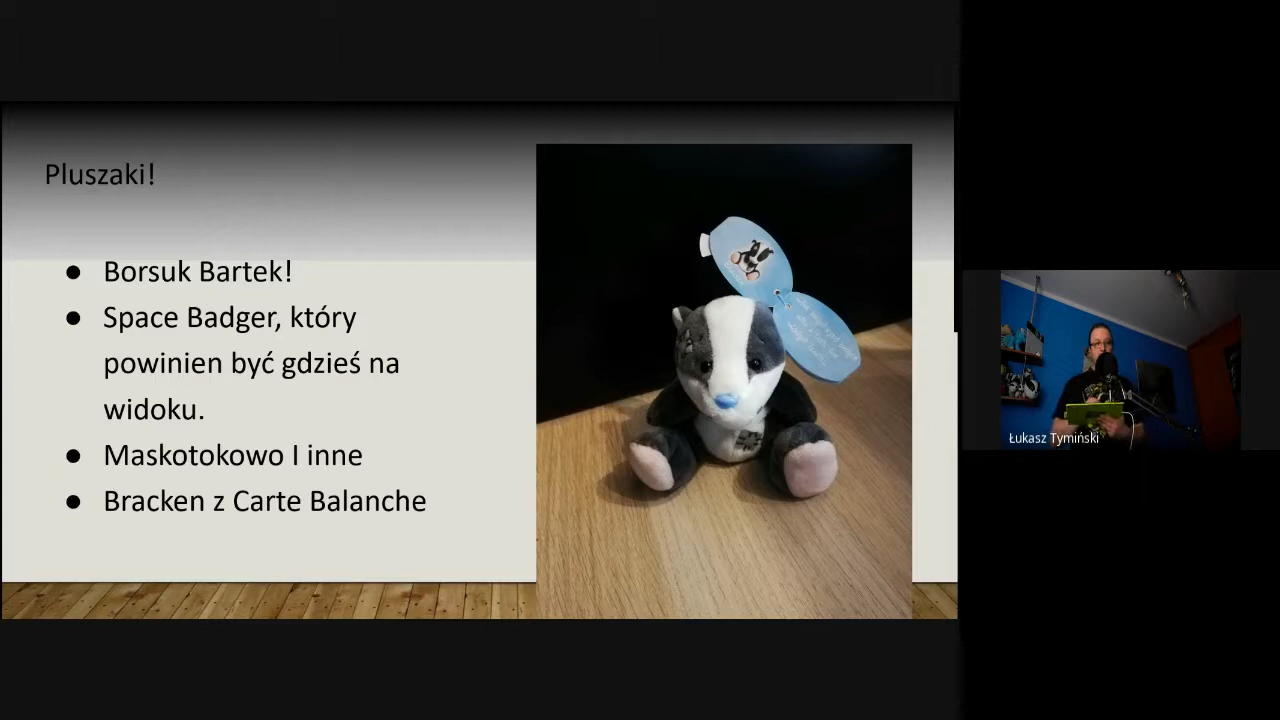 Pluszaki!
● Borsuk Bartek!
● Space Badger, który
powinien być gdzieś na
widoku.
● Maskotokowo I inne
● Bracken z Carte Balanche
Łukasz Tymiński